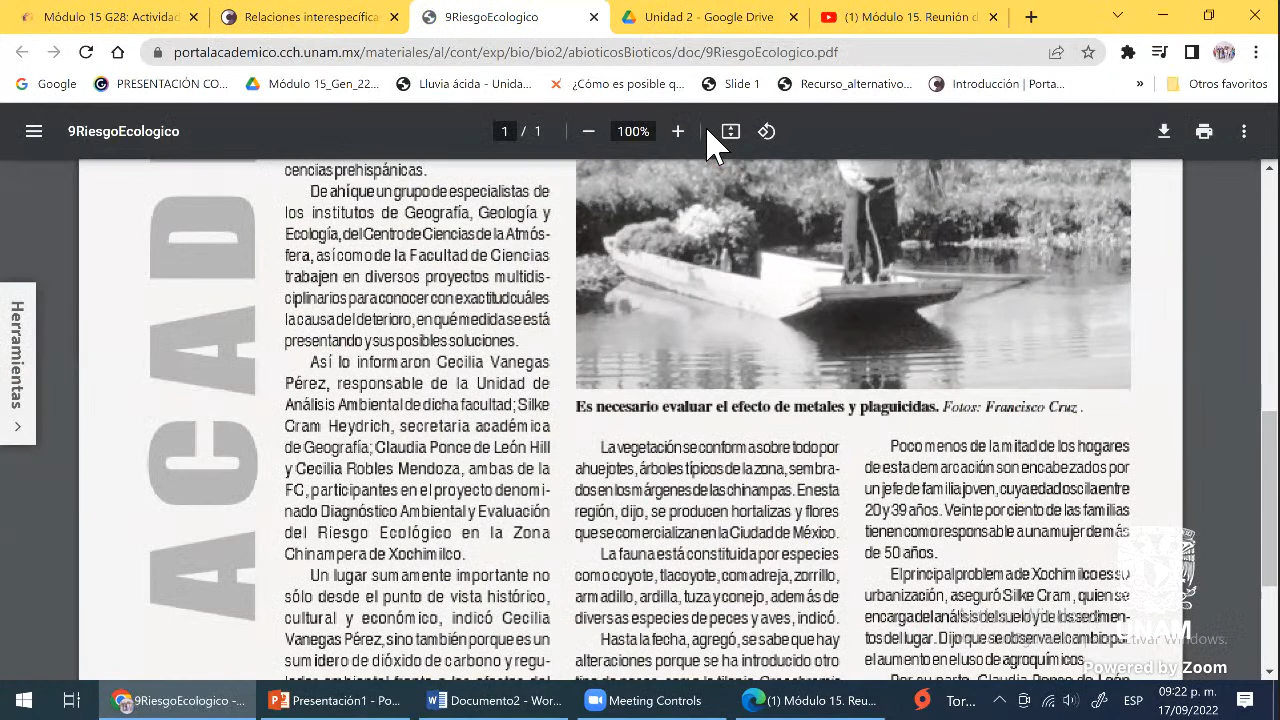 Módulo 15 G28: Actividad
Relaciones interespecífica
9RiesgoEcologico
Unidad 2 - Google Drive
(1) Módulo 15. Reunión d
portalacademico.cch.unam.mx/materiales/al/cont/exp/bio/bio2/abioticosBioticos/doc/9RiesgoEcologico.pdf
Google
PRESENTACIÓN CO...
Módulo 15_Gen_22...
Lluvia ácida - Unida...
¿Cómo es posible q...
Slide 1
Recurso_alternativo...
Introducción | Porta...
»
Otros favoritos
9RiesgoEcologico
1 / 1
100%
Herramientas
ACAD
cencias prehispánicas.
De ahí que un grupo de especialistas de
los institutos de Geografía, Geología y
Ecología, del Centro de Ciencias de la Atmós-
fera, así como de la Facultad de Ciencias
trabajen en diversos proyectos multidis-
ciplinarios para conocer con exactitud cuáles
la causa del deterioro, en qué medida se está
presentando y sus posibles soluciones.
Así lo informaron Cecilia Vanegas
Pérez, responsable de la Unidad de
Análisis Ambiental de dicha facultad; Silke
Cram Heydrich, secretaria académica
de Geografía; Claudia Ponce de León Hill
y Cecilia Robles Mendoza, ambas de la
FC, participantes en el proyecto denomi-
nado Diagnóstico Ambiental y Evaluación
del Riesgo Ecológico en la Zona
Chinampera de Xochimilco.
Un lugar sumamente importante no
sólo desde el punto de vista histórico,
cultural y económico, indicó Cecilia
Vanegas Pérez, sino también porque es un
sumidero de dióxido de carbono y regu-
Es necesario evaluar el efecto de metales y plaguicidas. Fotos: Francisco Cruz .
La vegetación se conforma sobre todo por
ahuejotes, árboles típicos de la zona, sembra-
dos en los márgenes de las chinampas. En esta
región, dijo, se producen hortalizas y flores
que se comercializan en la Ciudad de México.
La fauna está constituida por especies
como coyote, tlacoyote, comadreja, zorrillo,
armadillo, ardilla, tuza y conejo, además de
diversas especies de peces y aves, indicó.
Hasta la fecha, agregó, se sabe que hay
alteraciones porque se ha introducido otro
Poco menos de la mitad de los hogares
de esta demarcación son encabezados por
un jefe de familia joven, cuya edad oscila entre
20 y 39 años. Veinte por ciento de las familias
tienen como responsable a una mujer de más
de 50 años.
El principal problema de Xochimilco es su
urbanización, aseguró Silke Cram, quien se
encarga del análisis del suelo y de los sedimen-
tos del lugar. Dijo que se observa el cambio por
el aumento en el uso de agroquímicos.
Por su parte, Claudia Ponce de León
UNAM
Activar Windows.
Powered by Zoom
9RiesgoEcologico -...
Presentación1 - Po...
Documento2 - Wor...
Meeting Controls
(1) Módulo 15. Reu...
Tor...
ESP
09:22 p. m.
17/09/2022